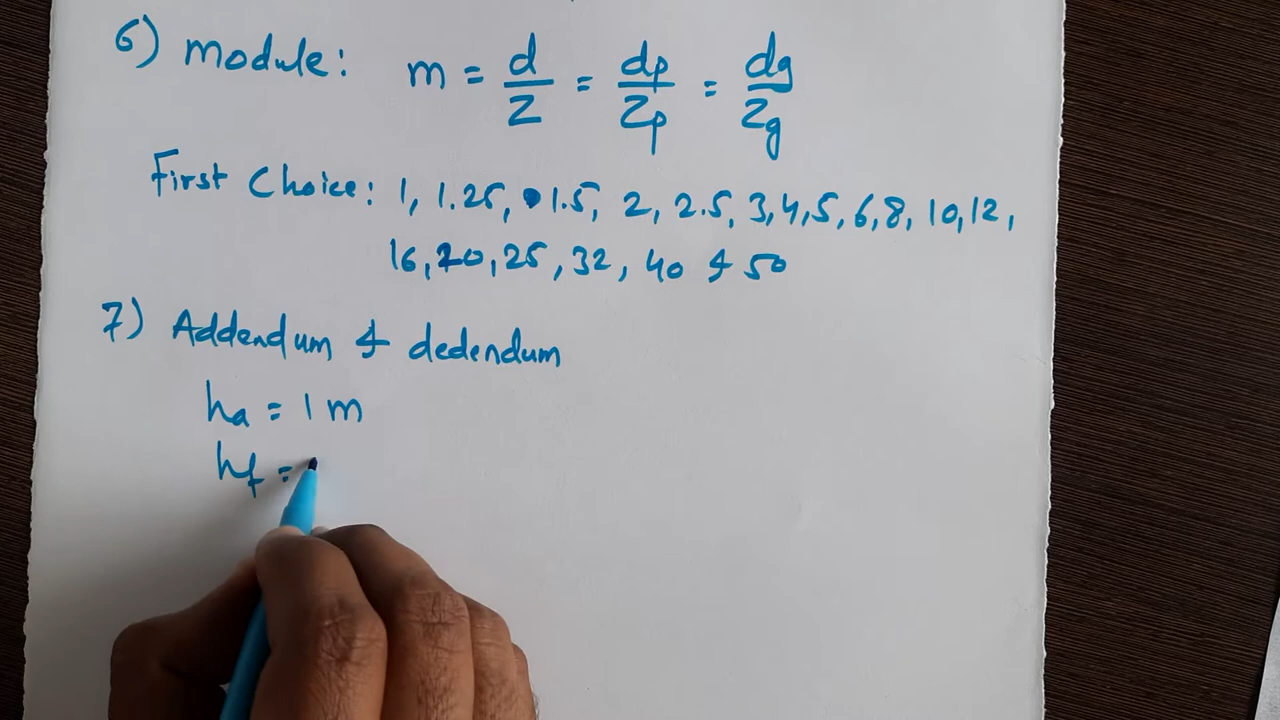 6) module: m = d/Z = dp/Zp = dg/Zg
First Choice: 1, 1.25, 1.5, 2, 2.5, 3, 4, 5, 6, 8, 10, 12,
16, 20, 25, 32, 40 & 50
7) Addendum & dedendum
ha = 1 m
hf =